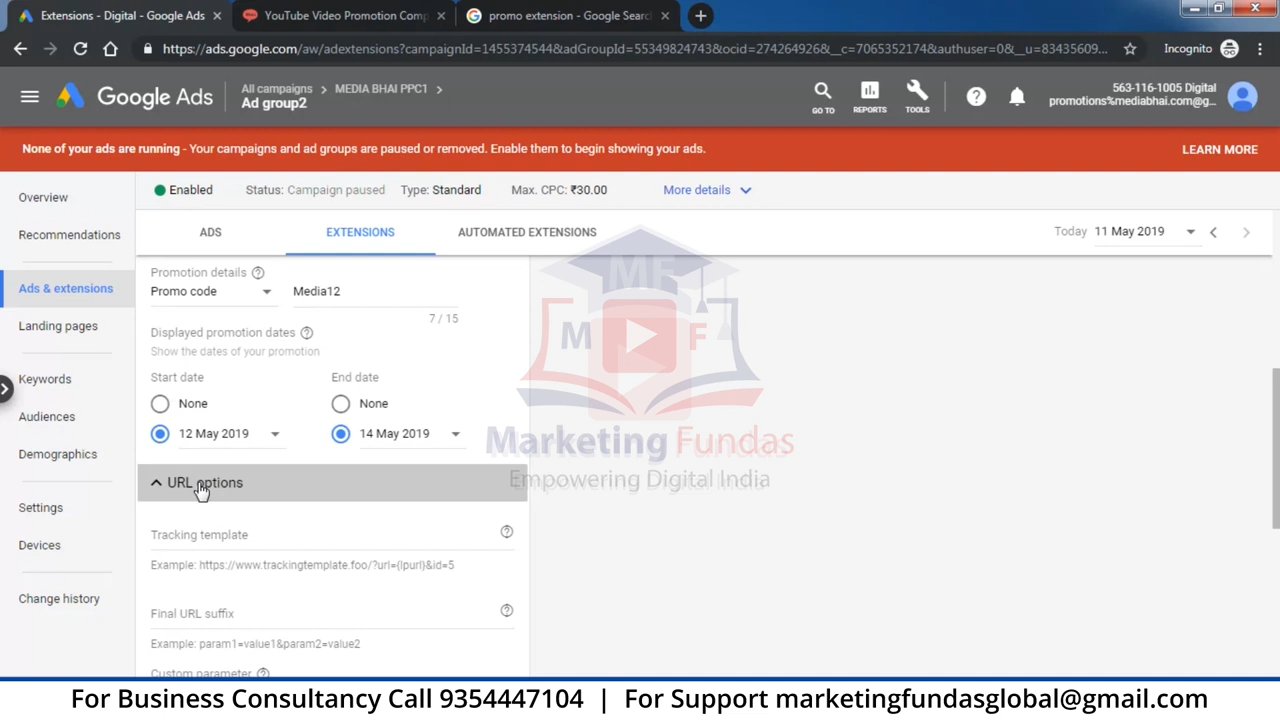 Extensions - Digital - Google Ads
YouTube Video Promotion Comp
promo extension - Google Searc
https://ads.google.com/aw/adextensions?campaignId=1455374544&adGroupId=55349824743&ocid=274264926&__c=7065352174&authuser=0&__u=83435609...
Incognito
Google Ads
All campaigns
MEDIA BHAI PPC1
Ad group2
GO TO
REPORTS
TOOLS
563-116-1005 Digital
promotions%mediabhai.com@g...
None of your ads are running - Your campaigns and ad groups are paused or removed. Enable them to begin showing your ads.
LEARN MORE
Overview
Recommendations
Ads & extensions
Landing pages
Keywords
Audiences
Demographics
Settings
Devices
Change history
Enabled
Status: Campaign paused
Type: Standard
Max. CPC: ₹30.00
More details
ADS
EXTENSIONS
AUTOMATED EXTENSIONS
Today
11 May 2019
Promotion details
Promo code
Media12
7 / 15
Displayed promotion dates
Show the dates of your promotion
Start date
End date
None
None
12 May 2019
14 May 2019
URL options
Tracking template
Example: https://www.trackingtemplate.foo/?url={lpurl}&id=5
Final URL suffix
Example: param1=value1&param2=value2
Custom parameter
MF
M
F
Marketing Fundas
Empowering Digital India
For Business Consultancy Call 9354447104 | For Support marketingfundasglobal@gmail.com